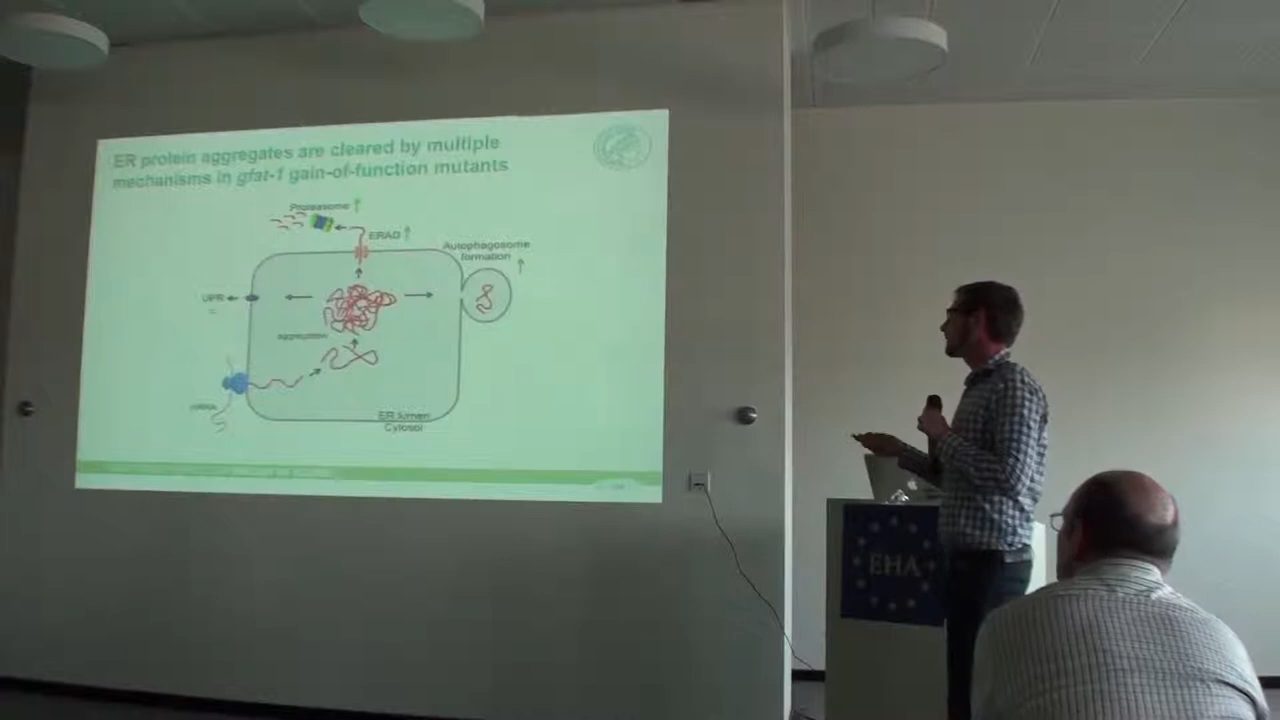 ER protein aggregates are cleared by multiple
mechanisms in gfat-1 gain-of-function mutants
Proteasome ↑
ERAD ↑
Autophagosome
formation ↑
UPR
=
aggregation
mRNA
ER lumen
Cytosol
EHA